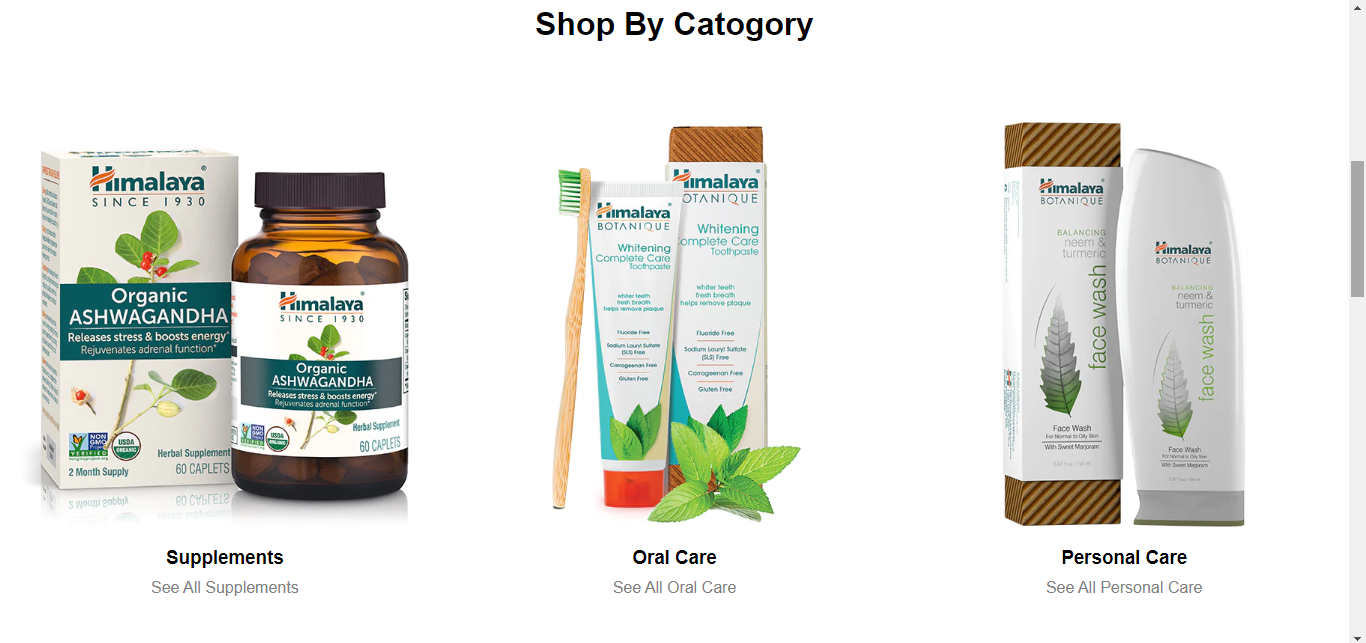 Shop By Catogory
Himalaya
SINCE 1930
Organic
ASHWAGANDHA
Releases stress & boosts energy*
Rejuvenates adrenal function*
NON
GMO
VERIFIED
nongmoproject.org
USDA
ORGANIC
Herbal Supplement
2 Month Supply
60 CAPLETS
Himalaya
SINCE 1930
Organic
ASHWAGANDHA
Releases stress & boosts energy*
Rejuvenates adrenal function*
NON
GMO
VERIFIED
USDA
ORGANIC
Herbal Supplement
60 CAPLETS
Himalaya
BOTANIQUE
Whitening
Complete Care
Toothpaste
whiter teeth
fresh breath
helps remove plaque
Fluoride Free
Sodium Lauryl Sulfate
(SLS) Free
Carrageenan Free
Gluten Free
Himalaya
BOTANIQUE
Whitening
Complete Care
Toothpaste
whiter teeth
fresh breath
helps remove plaque
Fluoride Free
Sodium Lauryl Sulfate
(SLS) Free
Carrageenan Free
Gluten Free
Himalaya
BOTANIQUE
BALANCING
neem &
turmeric
face wash
Face Wash
For Normal to Oily Skin
With Sweet Marjoram
Himalaya
BOTANIQUE
BALANCING
neem &
turmeric
face wash
Face Wash
For Normal to Oily Skin
With Sweet Marjoram
Supplements
See All Supplements
Oral Care
See All Oral Care
Personal Care
See All Personal Care